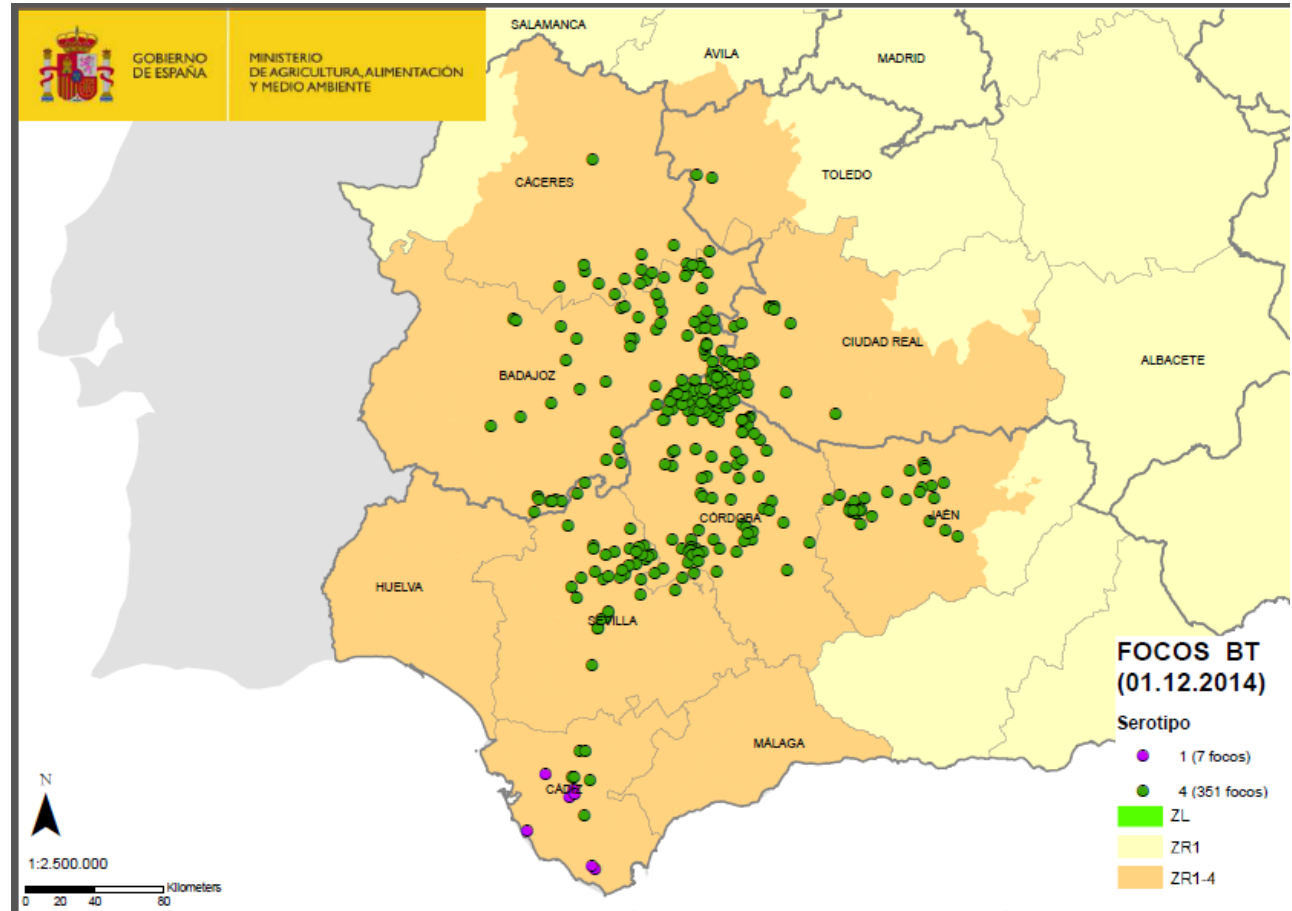 GOBIERNO
DE ESPAÑA
MINISTERIO
DE AGRICULTURA, ALIMENTACIÓN
Y MEDIO AMBIENTE
SALAMANCA
ÁVILA
MADRID
CÁCERES
TOLEDO
CIUDAD REAL
ALBACETE
BADAJOZ
CÓRDOBA
JAÉN
HUELVA
SEVILLA
MÁLAGA
CÁDIZ
FOCOS BT
(01.12.2014)
Serotipo
1 (7 focos)
4 (351 focos)
ZL
ZR1
ZR1-4
N
1:2.500.000
Kilometers
0 20 40 80